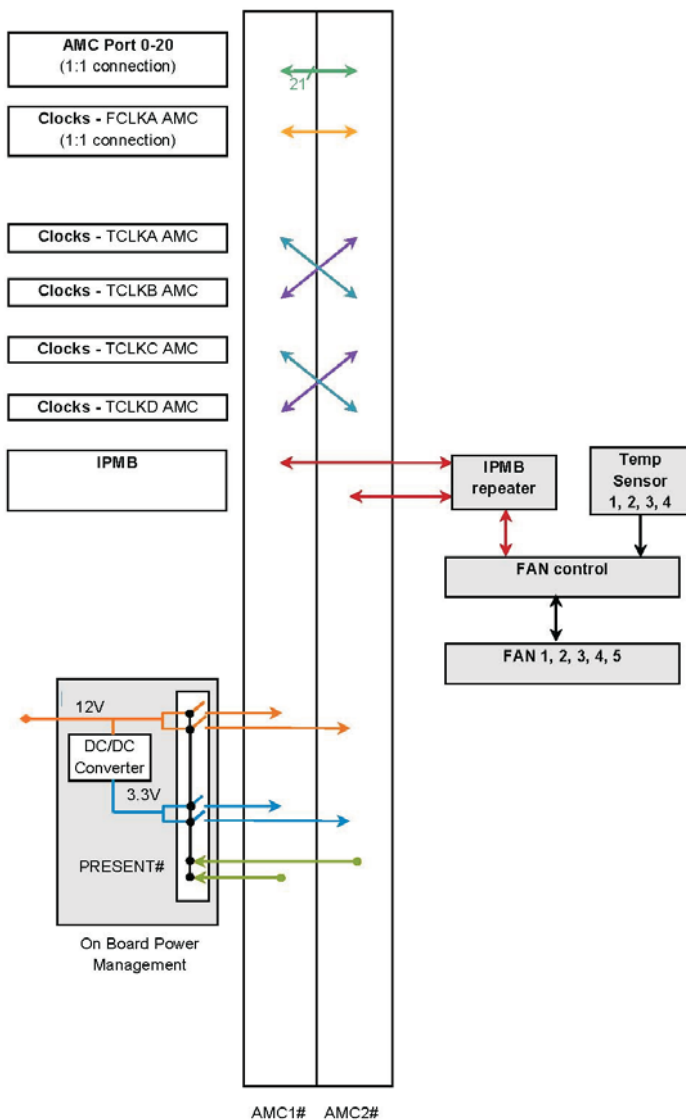 AMC Port 0-20
(1:1 connection)
21
Clocks - FCLKA AMC
(1:1 connection)
Clocks - TCLKA AMC
Clocks - TCLKB AMC
Clocks - TCLKC AMC
Clocks - TCLKD AMC
IPMB
IPMB
repeater
Temp
Sensor
1, 2, 3, 4
FAN control
FAN 1, 2, 3, 4, 5
12V
DC/DC
Converter
3.3V
PRESENT#
On Board Power
Management
AMC1# AMC2#